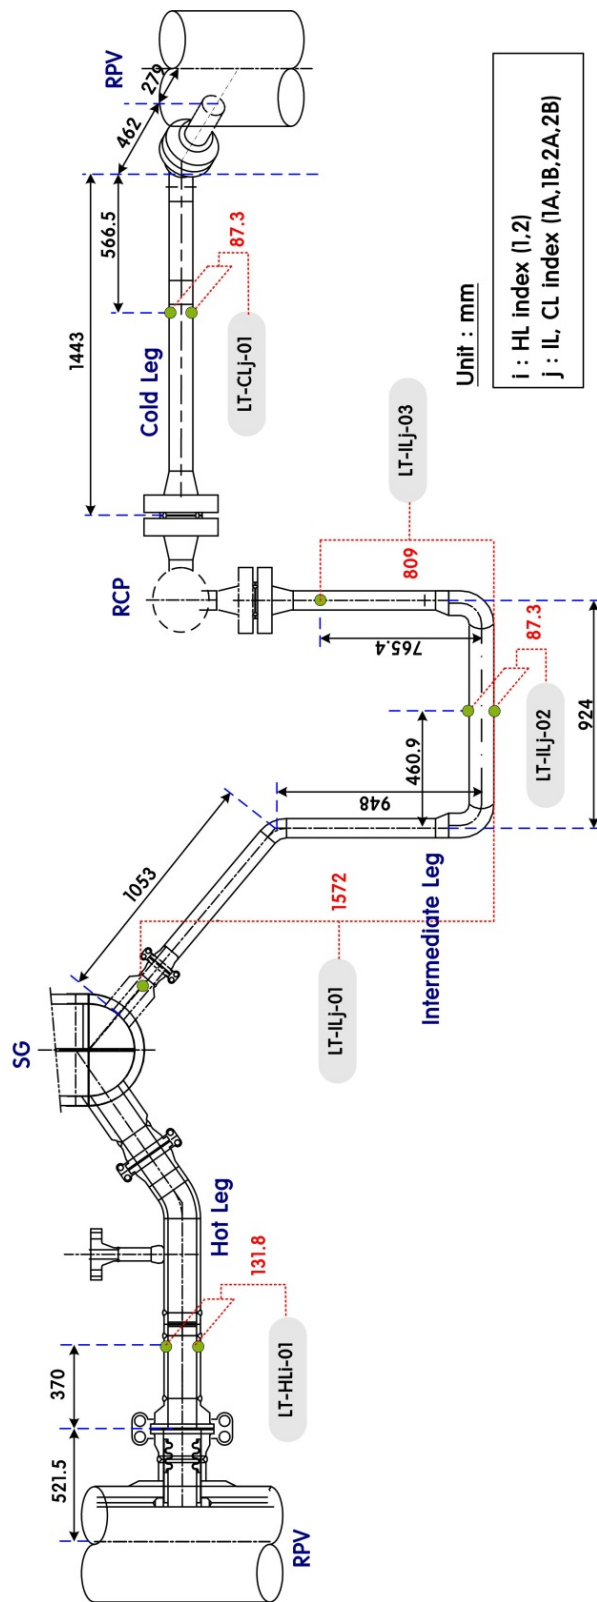 RPV
521.5
370
LT-HLi-01
131.8
Hot Leg
SG
1053
LT-ILj-01
1572
Intermediate Leg
948
460.9
924
LT-ILj-02
87.3
765.4
809
LT-ILj-03
RCP
1443
Cold Leg
566.5
LT-CLj-01
87.3
462
279
RPV
Unit : mm
i : HL index (1,2)
j : IL, CL index (1A,1B,2A,2B)